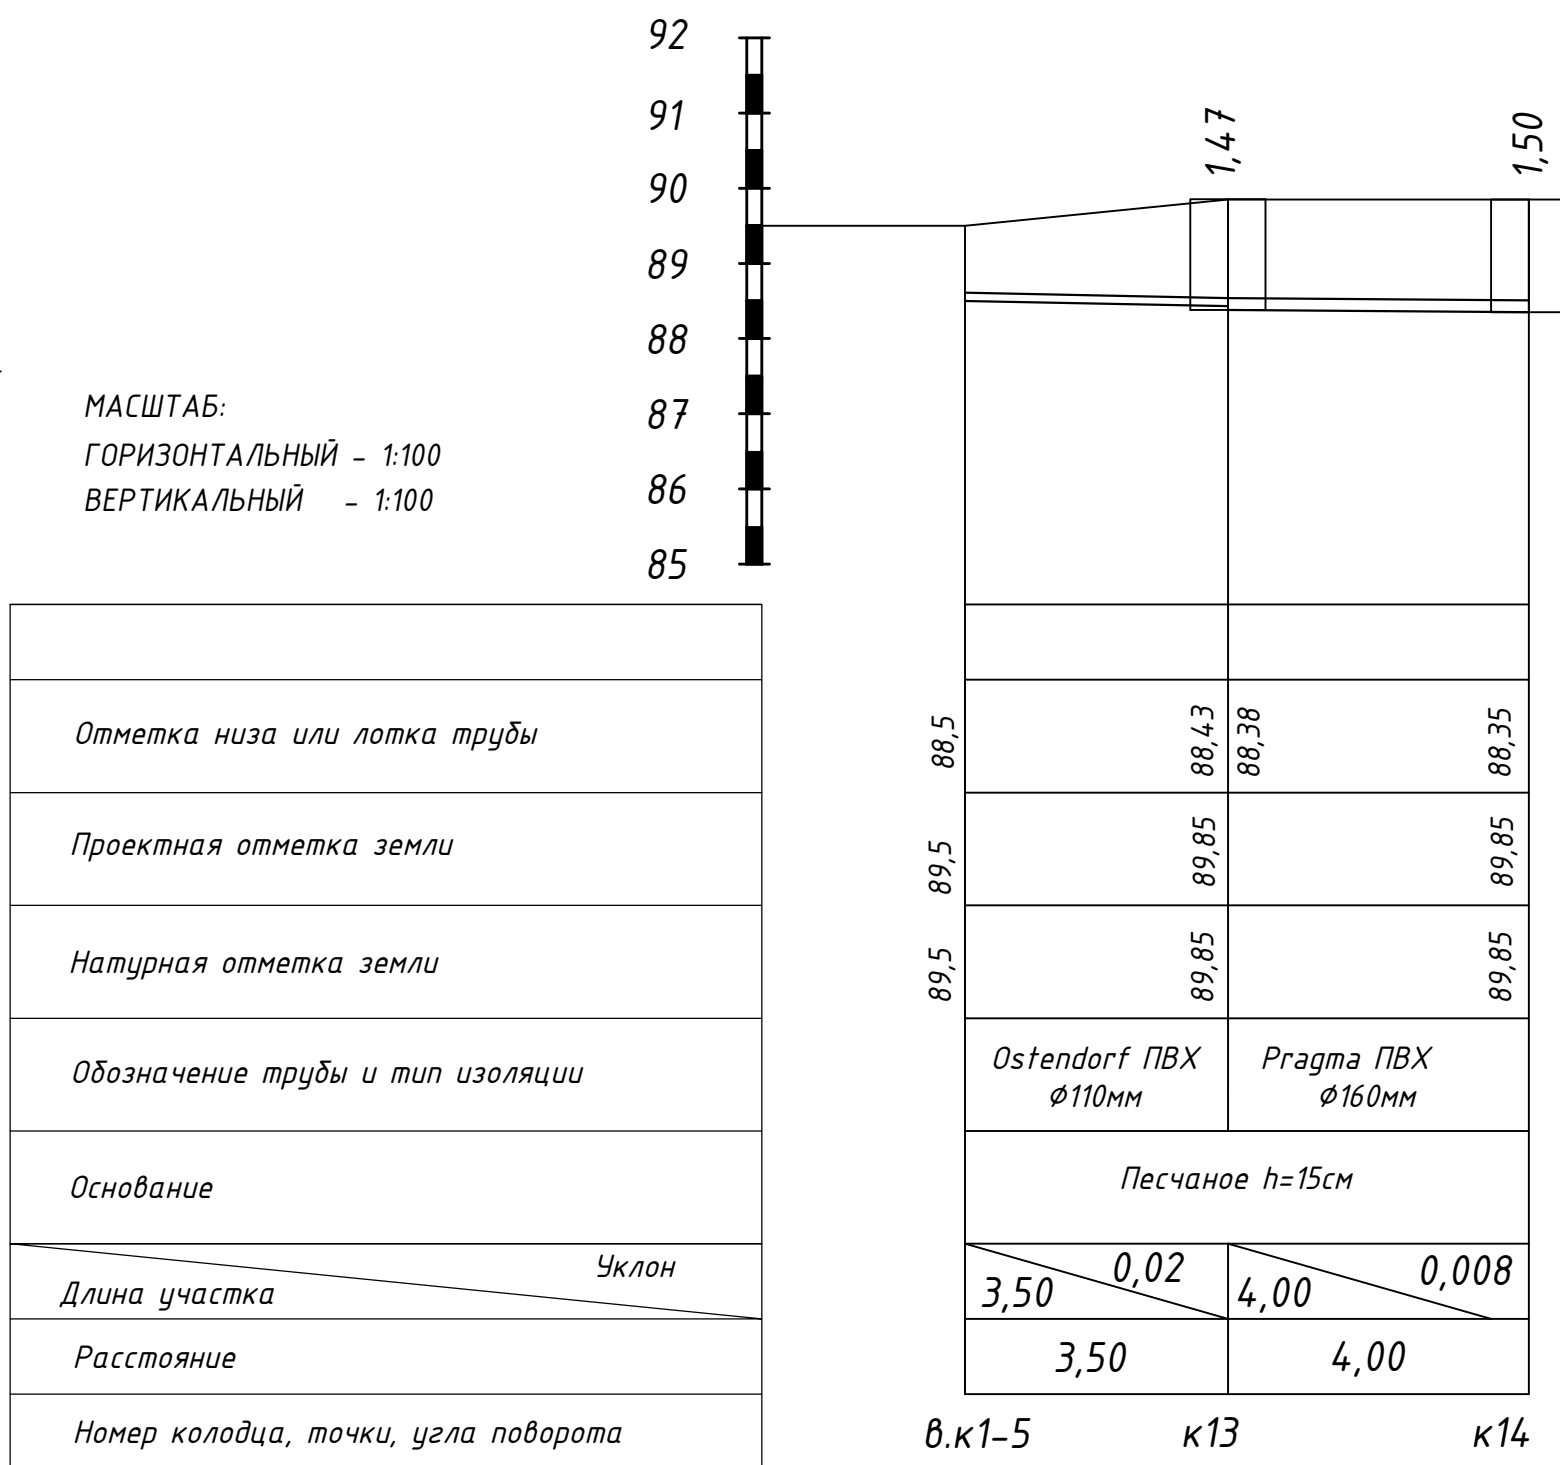 92
91
90
89
88
87
86
85
1,47
1,50
МАСШТАБ:
ГОРИЗОНТАЛЬНЫЙ - 1:100
ВЕРТИКАЛЬНЫЙ - 1:100
Отметка низа или лотка трубы
88,5
88,43
88,38
88,35
Проектная отметка земли
89,5
89,85
89,85
Натурная отметка земли
89,5
89,85
89,85
Обозначение трубы и тип изоляции
Ostendorf ПВХ
Ф110мм
Pragma ПВХ
Ф160мм
Основание
Песчаное h=15см
Уклон
Длина участка
3,50
0,02
4,00
0,008
Расстояние
3,50
4,00
Номер колодца, точки, угла поворота
в.к1-5
к13
к14